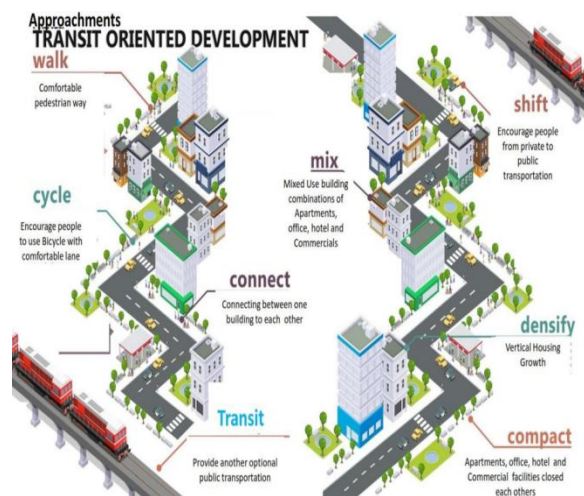 Approachments
TRANSIT ORIENTED DEVELOPMENT
walk
Comfortable
pedestrian way
cycle
Encourage people
to use Bicycle with
comfortable lane
connect
Connecting between one
building to each other
Transit
Provide another optional
public transportation
shift
Encourage people
from private to
public
transportation
mix
Mixed Use building
combinations of
Apartments,
office, hotel and
Commercials
densify
Vertical Housing
Growth
compact
Apartments, office, hotel and
Commercial facilities closed
each others